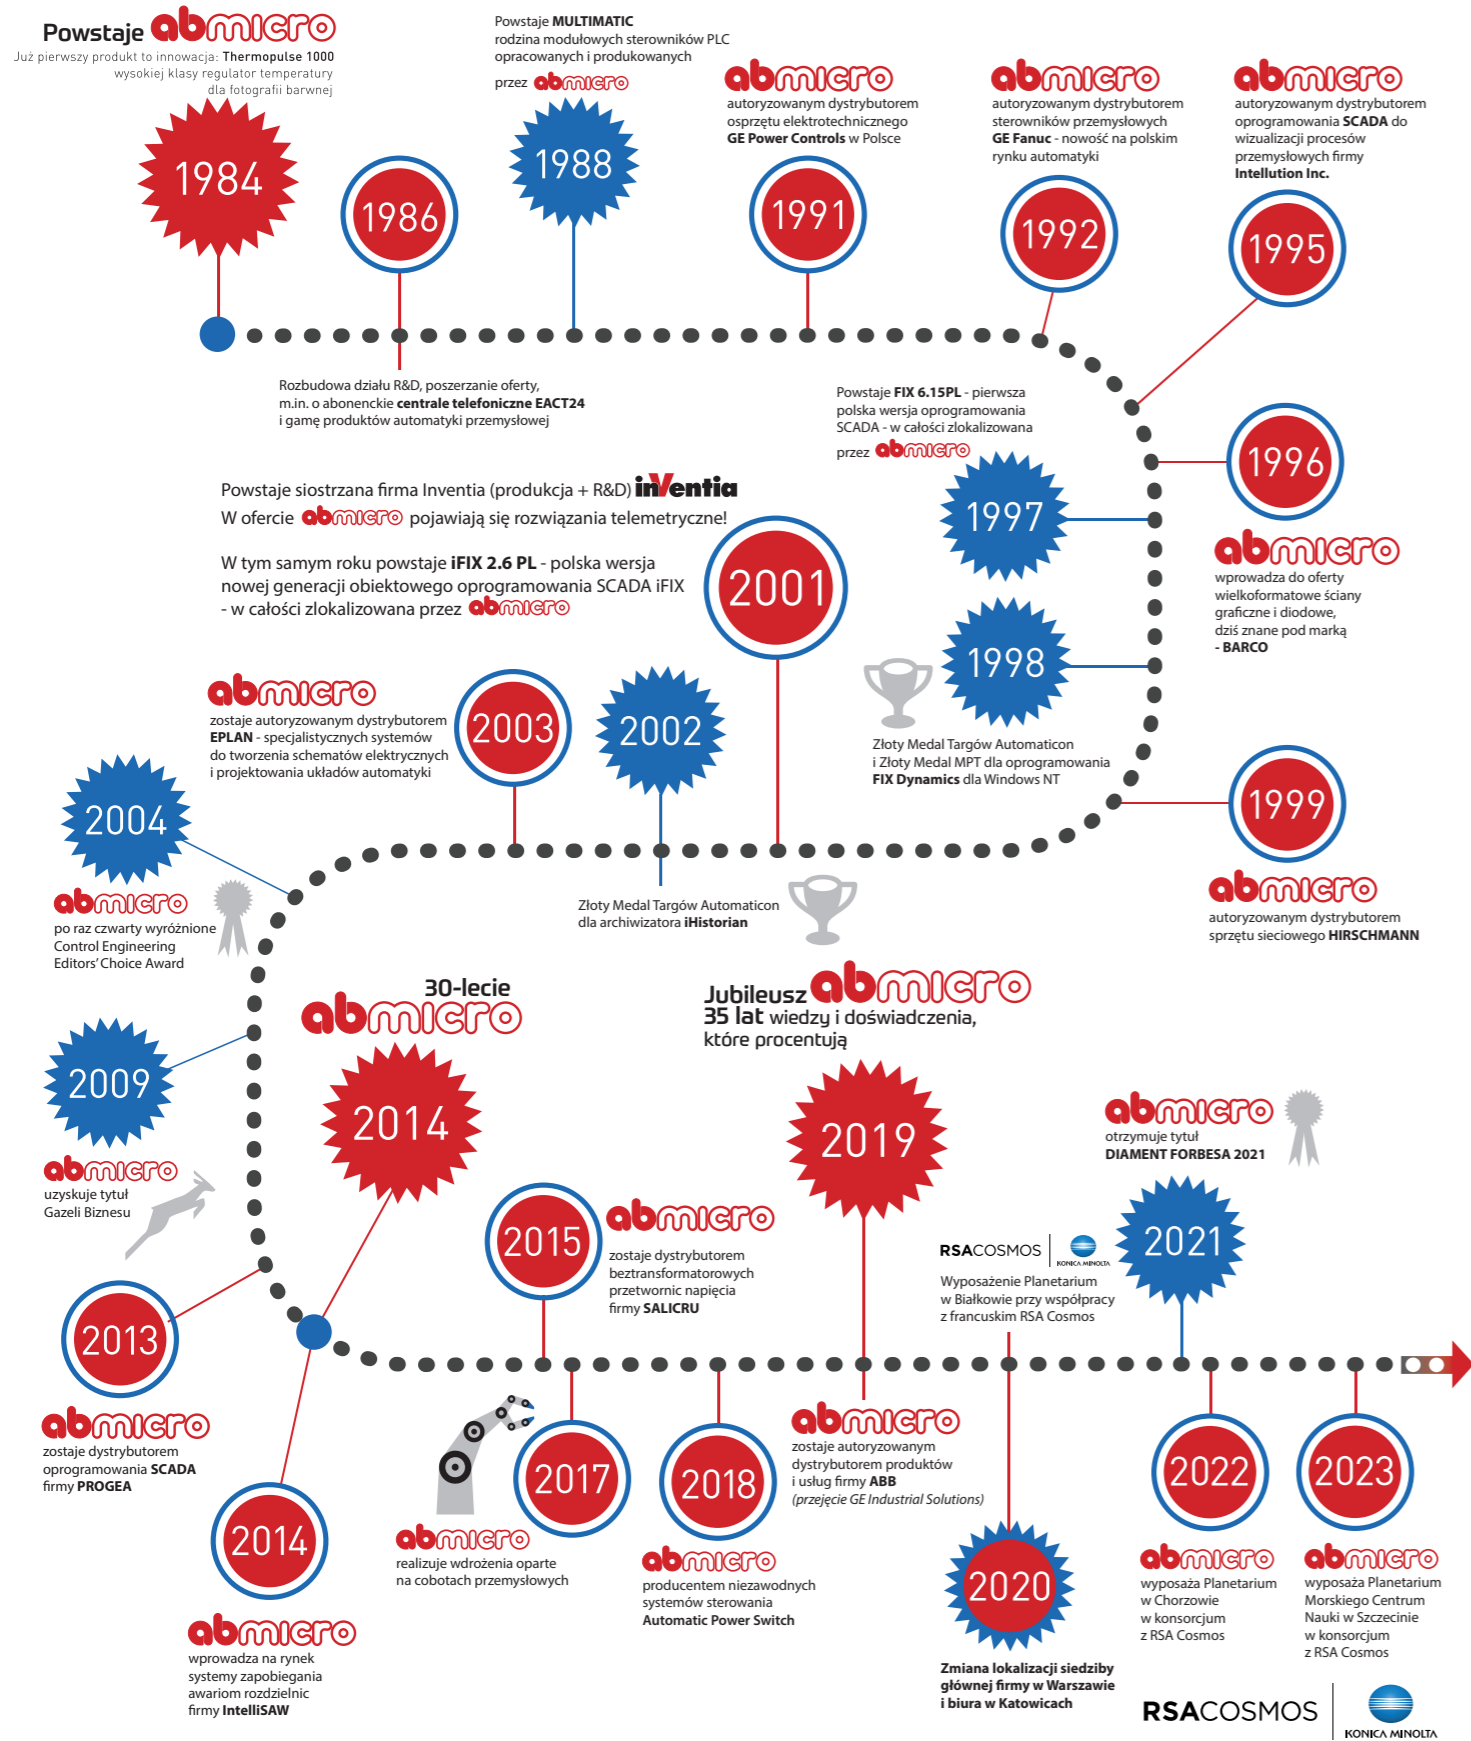 Powstaje abmicro
Już pierwszy produkt to innowacja: Thermopulse 1000
wysokiej klasy regulator temperatury
dla fotografii barwnej
1984
1986
Rozbudowa działu R&D, poszerzanie oferty,
m.in. o abonenckie centrale telefoniczne EACT24
i gamę produktów automatyki przemysłowej
Powstaje MULTIMATIC
rodzina modułowych sterowników PLC
opracowanych i produkowanych
przez abmicro
1988
abmicro
autoryzowanym dystrybutorem
osprzętu elektrotechnicznego
GE Power Controls w Polsce
1991
abmicro
autoryzowanym dystrybutorem
sterowników przemysłowych
GE Fanuc - nowość na polskim
rynku automatyki
1992
abmicro
autoryzowanym dystrybutorem
oprogramowania SCADA do
wizualizacji procesów
przemysłowych firmy
Intellution Inc.
1995
1996
abmicro
wprowadza do oferty
wielkoformatowe ściany
graficzne i diodowe,
dziś znane pod marką
- BARCO
Powstaje FIX 6.15PL - pierwsza
polska wersja oprogramowania
SCADA - w całości zlokalizowana
przez abmicro
1997
1998
Złoty Medal Targów Automaticon
i Złoty Medal MPT dla oprogramowania
FIX Dynamics dla Windows NT
1999
abmicro
autoryzowanym dystrybutorem
sprzętu sieciowego HIRSCHMANN
Powstaje siostrzana firma Inventia (produkcja + R&D) inVentia
W ofercie abmicro pojawiają się rozwiązania telemetryczne!
W tym samym roku powstaje iFIX 2.6 PL - polska wersja
nowej generacji obiektowego oprogramowania SCADA iFIX
- w całości zlokalizowana przez abmicro
2001
2002
Złoty Medal Targów Automaticon
dla archiwizatora iHistorian
abmicro
zostaje autoryzowanym dystrybutorem
EPLAN - specjalistycznych systemów
do tworzenia schematów elektrycznych
i projektowania układów automatyki
2003
2004
abmicro
po raz czwarty wyróżnione
Control Engineering
Editors' Choice Award
2009
abmicro
uzyskuje tytuł
Gazeli Biznesu
2013
abmicro
zostaje dystrybutorem
oprogramowania SCADA
firmy PROGEA
30-lecie
abmicro
2014
2014
abmicro
wprowadza na rynek
systemy zapobiegania
awariom rozdzielnic
firmy IntelliSAW
2015
abmicro
zostaje dystrybutorem
beztransformatorowych
przetwornic napięcia
firmy SALICRU
2017
abmicro
realizuje wdrożenia oparte
na cobotach przemysłowych
2018
abmicro
producentem niezawodnych
systemów sterowania
Automatic Power Switch
Jubileusz abmicro
35 lat wiedzy i doświadczenia,
które procentują
2019
abmicro
zostaje autoryzowanym
dystrybutorem produktów
i usług firmy ABB
(przejęcie GE Industrial Solutions)
RSACOSMOS KONICA MINOLTA
Wyposażenie Planetarium
w Białkowie przy współpracy
z francuskim RSA Cosmos
2020
Zmiana lokalizacji siedziby
głównej firmy w Warszawie
i biura w Katowicach
abmicro
otrzymuje tytuł
DIAMENT FORBESA 2021
2021
2022
abmicro
wyposaża Planetarium
w Chorzowie
w konsorcjum
z RSA Cosmos
2023
abmicro
wyposaża Planetarium
Morskiego Centrum
Nauki w Szczecinie
w konsorcjum
z RSA Cosmos
RSACOSMOS KONICA MINOLTA